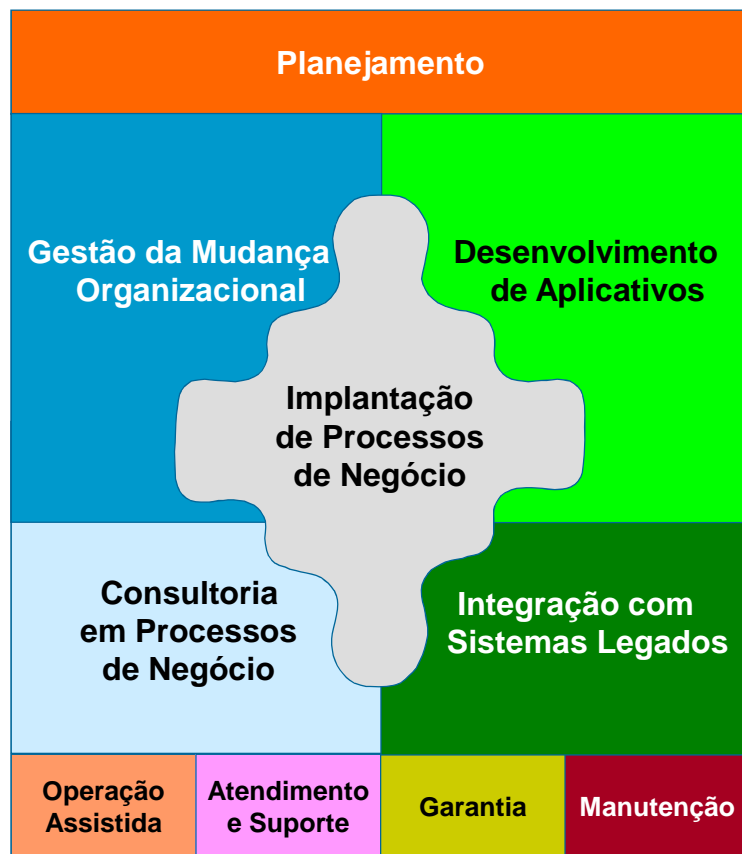 Planejamento
Gestão da Mudança
Organizacional
Desenvolvimento
de Aplicativos
Implantação
de Processos
de Negócio
Consultoria
em Processos
de Negócio
Integração com
Sistemas Legados
Operação
Assistida
Atendimento
e Suporte
Garantia
Manutenção